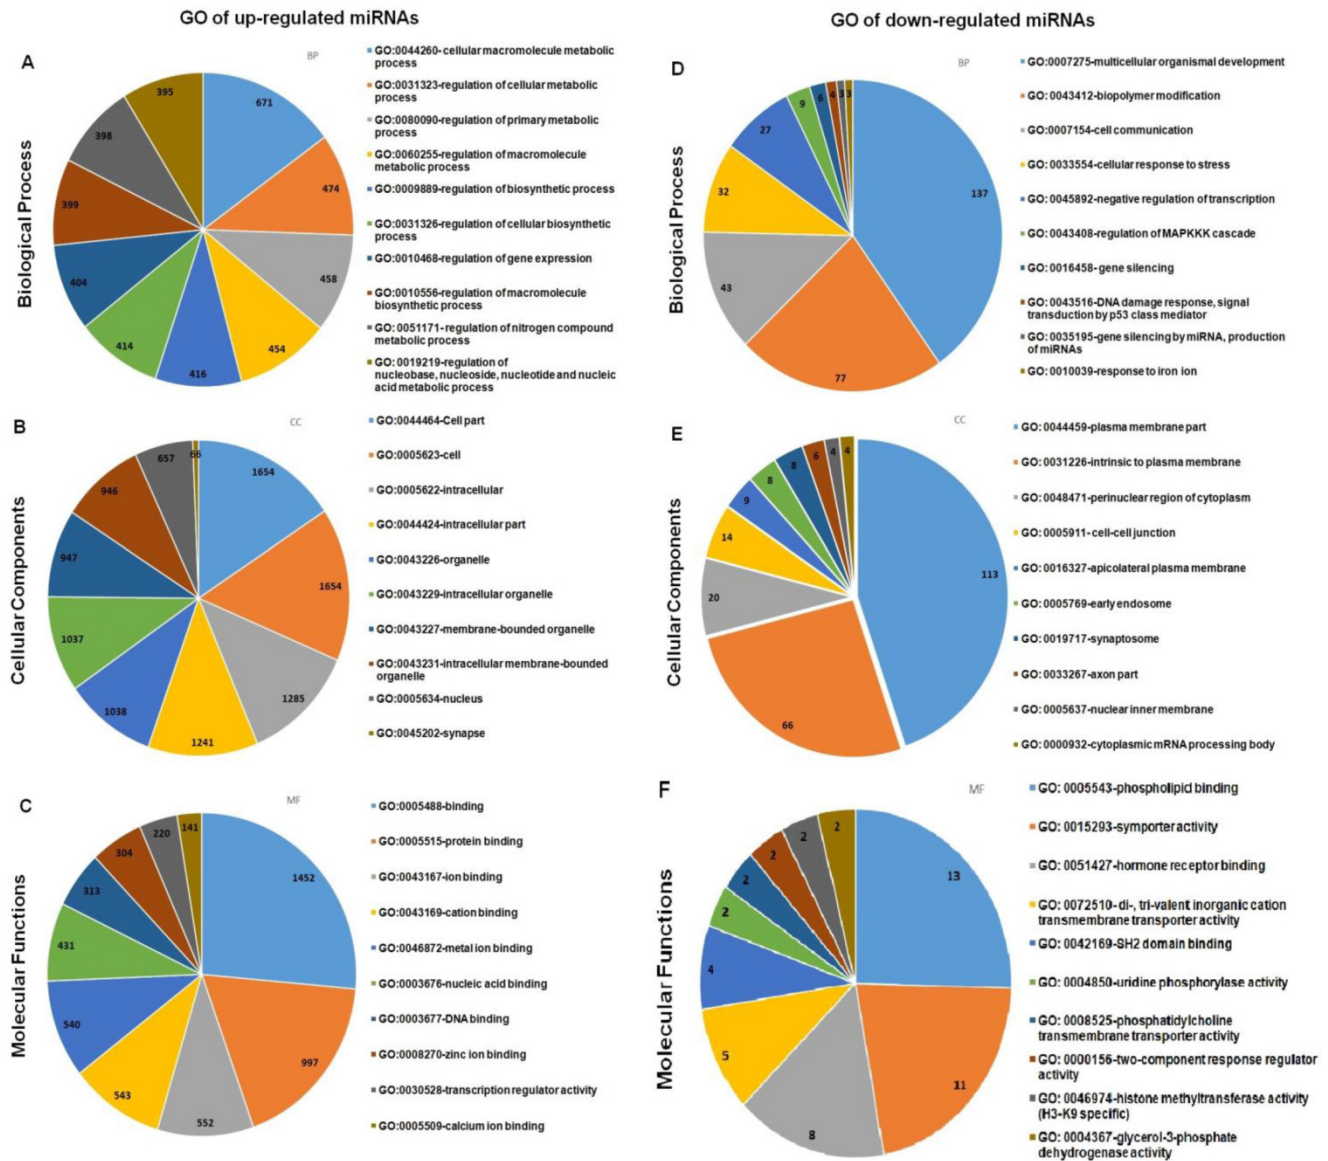 GO of up-regulated miRNAs
GO of down-regulated miRNAs
A
BP
Biological Process
671
474
458
454
416
414
404
399
398
395
GO:0044260-cellular macromolecule metabolic
process
GO:0031323-regulation of cellular metabolic
process
GO:0080090-regulation of primary metabolic
process
GO:0060255-regulation of macromolecule
metabolic process
GO:0009889-regulation of biosynthetic process
GO:0031326-regulation of cellular biosynthetic
process
GO:0010468-regulation of gene expression
GO:0010556-regulation of macromolecule
biosynthetic process
GO: 0051171- regulation of nitrogen compound
metabolic process
GO: 0019219-regulation of
nucleobase, nucleoside, nucleotide and nucleic
acid metabolic process
D
BP
Biological Process
137
77
43
32
27
9
6
4
3
3
GO:0007275-multicellular organismal development
GO: 0043412-biopolymer modification
GO:0007154-cell communication
GO: 0033554-cellular response to stress
GO:0045892-negative regulation of transcription
GO: 0043408-regulation of MAPKKK cascade
GO: 0016458- gene silencing
GO: 0043516-DNA damage response, signal
transduction by p53 class mediator
GO: 0035195-gene silencing by miRNA, production
of miRNAs
GO: 0010039-response to iron ion
B
CC
Cellular Components
1654
1654
1285
1241
1038
1037
947
946
657
66
GO:0044464-Cell part
GO:0005623-cell
GO:0005622-intracellular
GO:0044424-intracellular part
GO:0043226-organelle
GO:0043229-intracellular organelle
GO:0043227-membrane-bounded organelle
GO:0043231-intracellular membrane-bounded
organelle
GO:0005634-nucleus
GO:0045202-synapse
E
CC
Cellular Components
113
66
20
14
9
8
8
6
4
4
GO:0044459-plasma membrane part
GO: 0031226-intrinsic to plasma membrane
GO: 0048471-perinuclear region of cytoplasm
GO: 0005911- cell-cell junction
GO: 0016327-apicolateral plasma membrane
GO: 0005769-early endosome
GO: 0019717-synaptosome
GO: 0033267-axon part
GO: 0005637-nuclear inner membrane
GO: 0000932-cytoplasmic mRNA processing body
C
MF
Molecular Functions
1452
997
552
543
540
431
313
304
220
141
GO:0005488-binding
GO:0005515-protein binding
GO:0043167-ion binding
GO:0043169-cation binding
GO:0046872-metal ion binding
GO:0003676-nucleic acid binding
GO:0003677-DNA binding
GO:0008270-zinc ion binding
GO:0030528-transcription regulator activity
GO:0005509-calcium ion binding
F
MF
Molecular Functions
13
11
8
5
4
2
2
2
2
2
GO: 0005543-phospholipid binding
GO: 0015293-symporter activity
GO: 0051427-hormone receptor binding
GO: 0072510- di-, tri-valent inorganic cation
transmembrane transporter activity
GO: 0042169-SH2 domain binding
GO: 0004850-uridine phosphorylase activity
GO: 0008525-phosphatidylcholine
transmembrane transporter activity
GO: 0000156-two-component response regulator
activity
GO: 0046974-histone methyltransferase activity
(H3-K9 specific)
GO: 0004367-glycerol-3-phosphate
dehydrogenase activity